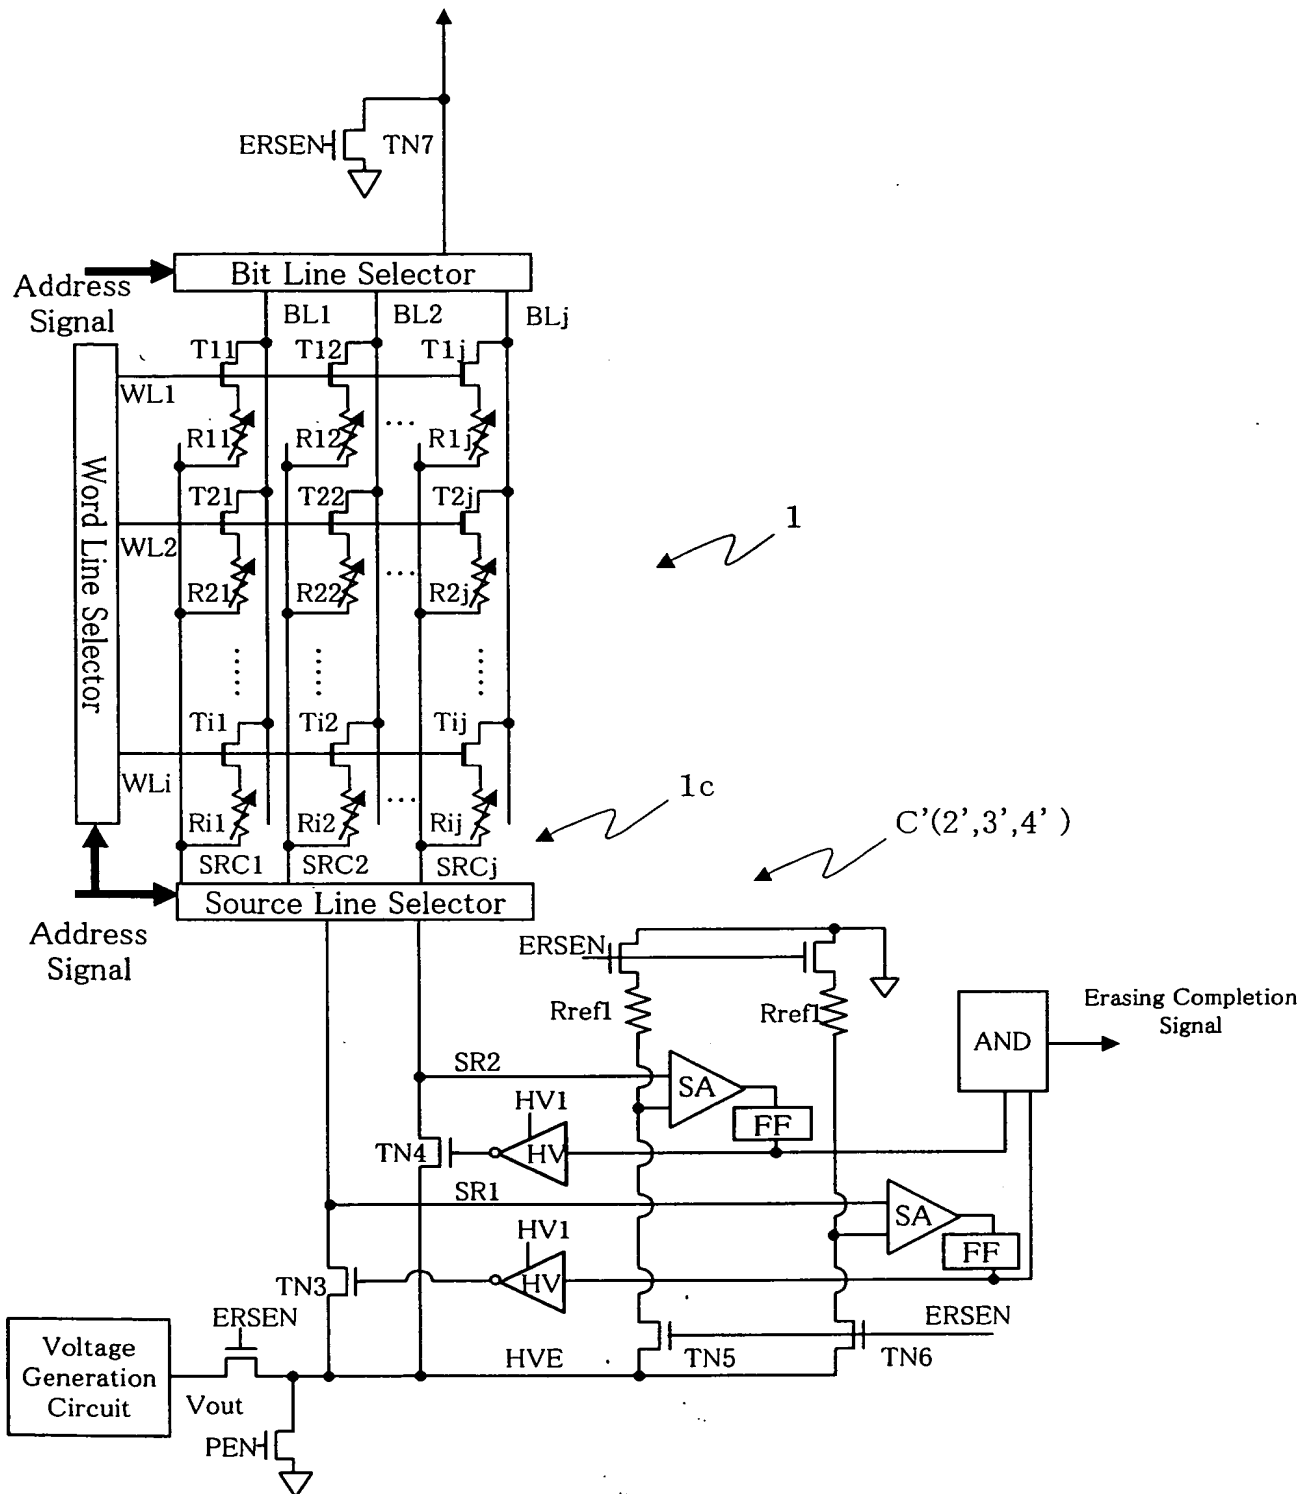 ERSEN
TN7
Bit Line Selector
Address
Signal
BL1
BL2
BLj
T11
T12
T1j
WL1
R11
R12
...
R1j
Word Line Selector
T21
T22
T2j
WL2
1
R21
R22
...
R2j
Ti1
Ti2
Tij
WLi
1c
Ri1
Ri2
...
Rij
C'(2',3',4' )
SRC1
SRC2
SRCj
Source Line Selector
Address
Signal
ERSEN
Rref1
Rref1
AND
Erasing Completion
Signal
SR2
SA
HV1
FF
TN4
HV
SR1
SA
HV1
FF
TN3
HV
ERSEN
ERSEN
Voltage
Generation
Circuit
Vout
HVE
TN5
TN6
PEN